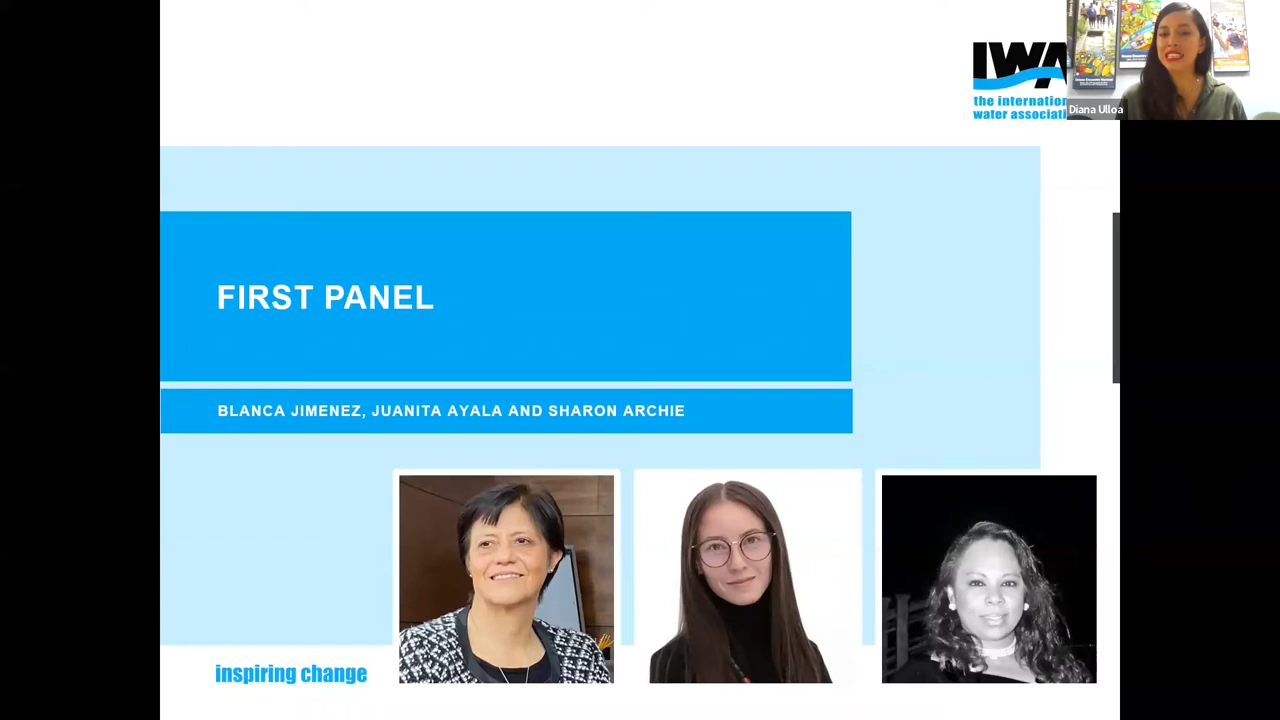 IWA
the internation
water associati
Diana Ulloa
FIRST PANEL
BLANCA JIMENEZ, JUANITA AYALA AND SHARON ARCHIE
inspiring change